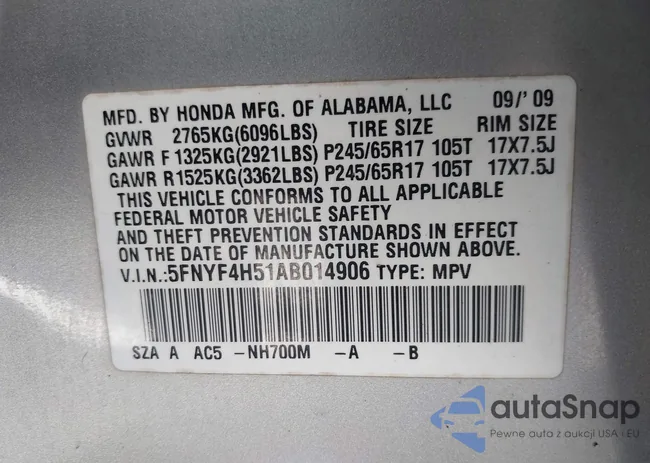 MFD. BY HONDA MFG. OF ALABAMA, LLC 09/'09
GVWR 2765KG(6096LBS) TIRE SIZE RIM SIZE
GAWR F 1325KG(2921LBS) P245/65R17 105T 17X7.5J
GAWR R1525KG(3362LBS) P245/65R17 105T 17X7.5J
THIS VEHICLE CONFORMS TO ALL APPLICABLE
FEDERAL MOTOR VEHICLE SAFETY
AND THEFT PREVENTION STANDARDS IN EFFECT
ON THE DATE OF MANUFACTURE SHOWN ABOVE.
V.I.N.:5FNYF4H51AB014906 TYPE: MPV
SZA A AC5 -NH700M -A -B
autaSnap
Pewne auta z aukcji USA - EU